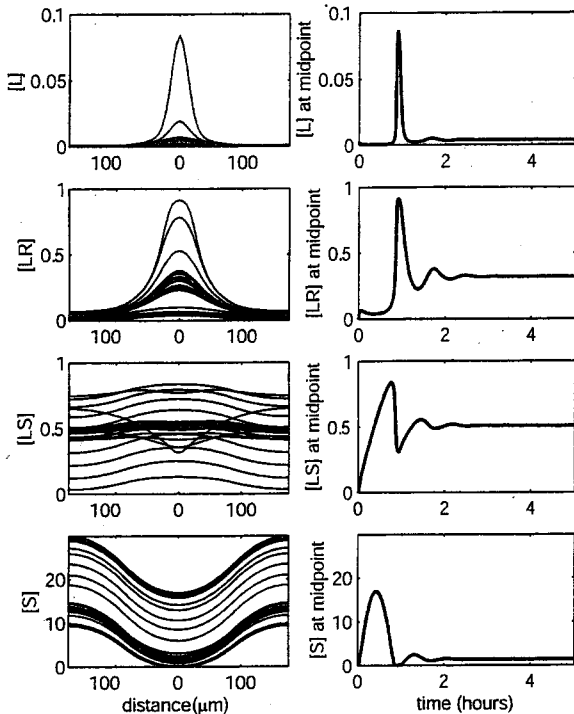 0.1
0.05
0
[L]
100 0 100
0.1
0.05
0
[L] at midpoint
0 2 4
1
0.5
0
[LR]
100 0 100
1
0.5
0
[LR] at midpoint
0 2 4
1
0.5
0
[LS]
100 0 100
1
0.5
0
[LS] at midpoint
0 2 4
20
10
0
[S]
100 0 100
distance(μm)
20
10
0
[S] at midpoint
0 2 4
time (hours)